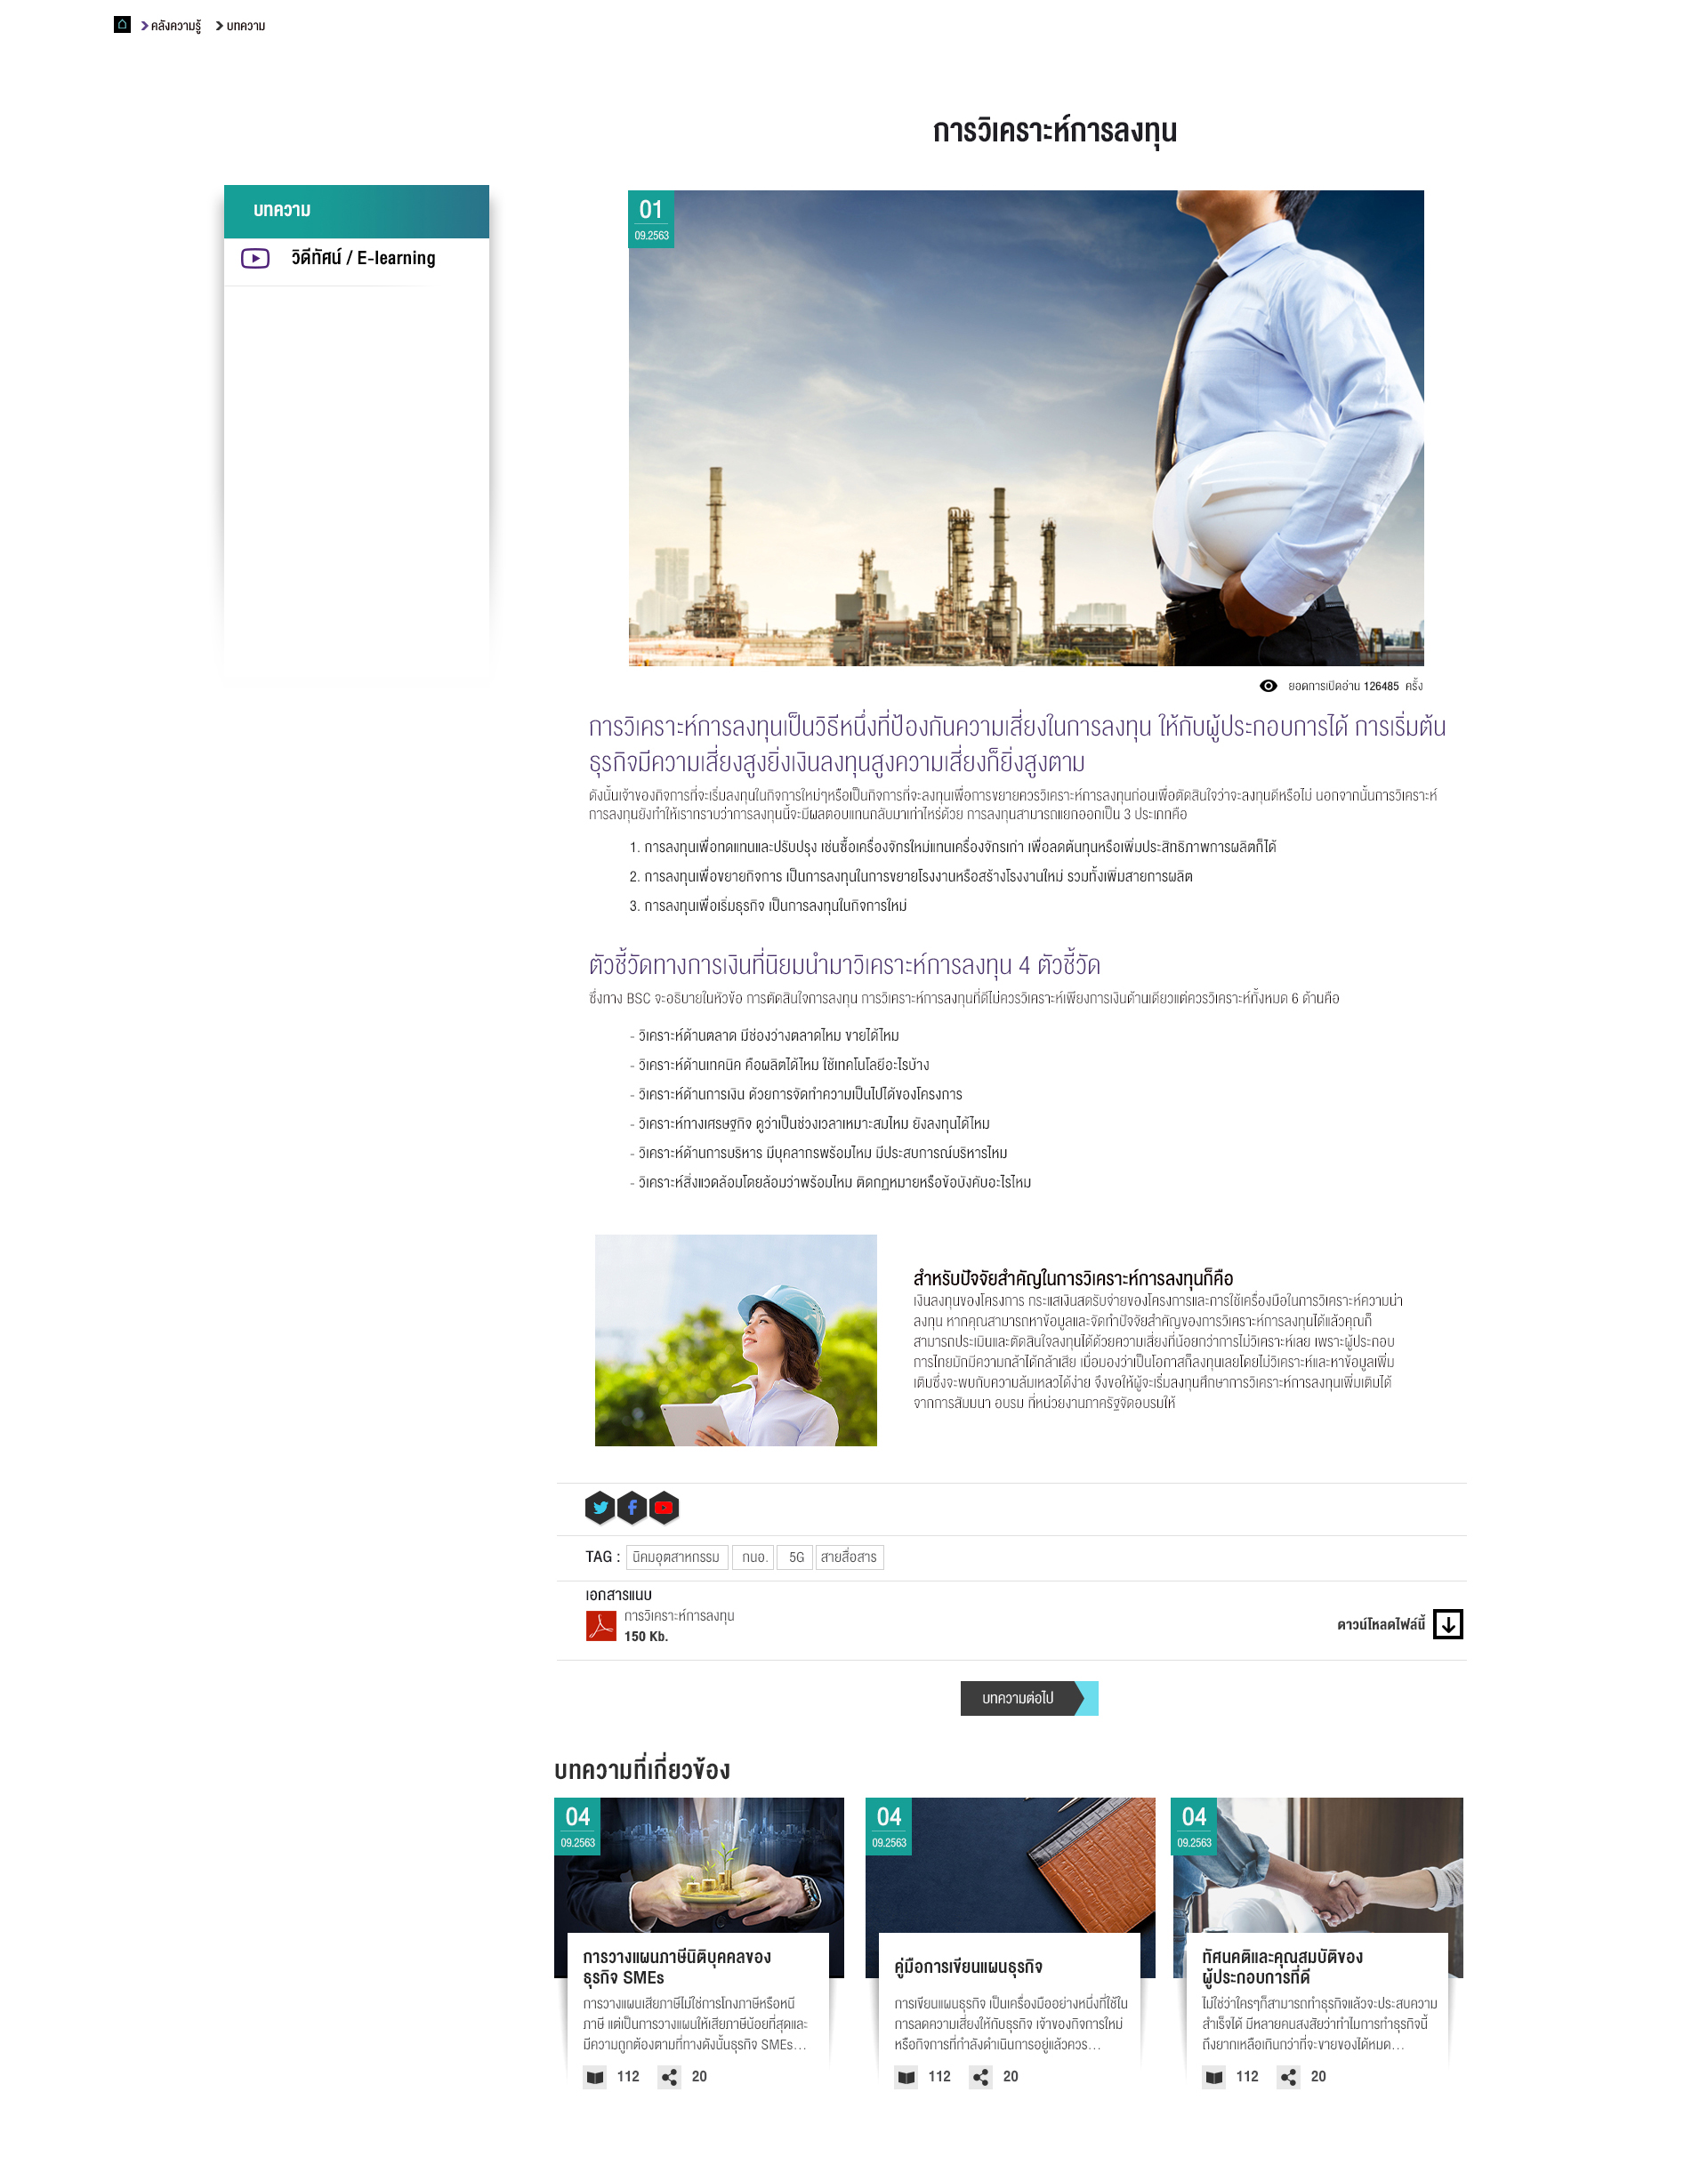 คลังความรู้ บทความ
การวิเคราะห์การลงทุน
บทความ
วิดีทัศน์ / E-learning
01
09.2563
ยอดการเปิดอ่าน 126485 ครั้ง
การวิเคราะห์การลงทุนเป็นวิธีหนึ่งที่ป้องกันความเสี่ยงในการลงทุน ให้กับผู้ประกอบการได้ การเริ่มต้น
ธุรกิจมีความเสี่ยงสูงยิ่งเงินลงทุนสูงความเสี่ยงก็ยิ่งสูงตาม
ดังนั้นเจ้าของกิจการที่จะเริ่มลงทุนในกิจการใหม่ๆหรือเป็นกิจการที่จะลงทุนเพื่อการขยายควรวิเคราะห์การลงทุนก่อนเพื่อตัดสินใจว่าจะลงทุนดีหรือไม่ นอกจากนั้นการวิเคราะห์
การลงทุนยังทำให้เราทราบว่าการลงทุนนี้จะมีผลตอบแทนกลับมาเท่าไหร่ด้วย การลงทุนสามารถแยกออกเป็น 3 ประเภทคือ
1. การลงทุนเพื่อทดแทนและปรับปรุง เช่นซื้อเครื่องจักรใหม่แทนเครื่องจักรเก่า เพื่อลดต้นทุนหรือเพิ่มประสิทธิภาพการผลิตก็ได้
2. การลงทุนเพื่อขยายกิจการ เป็นการลงทุนในการขยายโรงงานหรือสร้างโรงงานใหม่ รวมทั้งเพิ่มสายการผลิต
3. การลงทุนเพื่อเริ่มธุรกิจ เป็นการลงทุนในกิจการใหม่
ตัวชี้วัดทางการเงินที่นิยมนำมาวิเคราะห์การลงทุน 4 ตัวชี้วัด
ซึ่งทาง BSC จะอธิบายในหัวข้อ การตัดสินใจการลงทุน การวิเคราะห์การลงทุนที่ดีไม่ควรวิเคราะห์เพียงการเงินด้านเดียวแต่ควรวิเคราะห์ทั้งหมด 6 ด้านคือ
- วิเคราะห์ด้านตลาด มีช่องว่างตลาดไหม ขายได้ไหม
- วิเคราะห์ด้านเทคนิค คือผลิตได้ไหม ใช้เทคโนโลยีอะไรบ้าง
- วิเคราะห์ด้านการเงิน ด้วยการจัดทำความเป็นไปได้ของโครงการ
- วิเคราะห์ทางเศรษฐกิจ ดูว่าเป็นช่วงเวลาเหมาะสมไหม ยังลงทุนได้ไหม
- วิเคราะห์ด้านการบริหาร มีบุคลากรพร้อมไหม มีประสบการณ์บริหารไหม
- วิเคราะห์สิ่งแวดล้อมโดยล้อมว่าพร้อมไหม ติดกฎหมายหรือข้อบังคับอะไรไหม
สำหรับปัจจัยสำคัญในการวิเคราะห์การลงทุนก็คือ
เงินลงทุนของโครงการ กระแสเงินสดรับจ่ายของโครงการและการใช้เครื่องมือในการวิเคราะห์ความน่า
ลงทุน หากคุณสามารถหาข้อมูลและจัดทำปัจจัยสำคัญของการวิเคราะห์การลงทุนได้แล้วคุณก็
สามารถประเมินและตัดสินใจลงทุนได้ด้วยความเสี่ยงที่น้อยกว่าการไม่วิเคราะห์เลย เพราะผู้ประกอบ
การไทยมักมีความกล้าได้กล้าเสีย เมื่อมองว่าเป็นโอกาสก็ลงทุนเลยโดยไม่วิเคราะห์และหาข้อมูลเพิ่ม
เติมซึ่งจะพบกับความล้มเหลวได้ง่าย จึงขอให้ผู้จะเริ่มลงทุนศึกษาการวิเคราะห์การลงทุนเพิ่มเติมได้
จากการสัมมนา อบรม ที่หน่วยงานภาครัฐจัดอบรมให้
TAG : นิคมอุตสาหกรรม กนอ. 5G สายสื่อสาร
เอกสารแนบ
การวิเคราะห์การลงทุน
150 Kb.
ดาวน์โหลดไฟล์นี้
บทความต่อไป
บทความที่เกี่ยวข้อง
04
09.2563
การวางแผนภาษีนิติบุคคลของ
ธุรกิจ SMEs
การวางแผนเสียภาษีไม่ใช่การโกงภาษีหรือหนี
ภาษี แต่เป็นการวางแผนให้เสียภาษีน้อยที่สุดและ
มีความถูกต้องตามที่ทางดังนั้นธุรกิจ SMEs...
112 20
04
09.2563
คู่มือการเขียนแผนธุรกิจ
การเขียนแผนธุรกิจ เป็นเครื่องมืออย่างหนึ่งที่ใช้ใน
การลดความเสี่ยงให้กับธุรกิจ เจ้าของกิจการใหม่
หรือกิจการที่กำลังดำเนินการอยู่แล้วควร...
112 20
04
09.2563
ทัศนคติและคุณสมบัติของ
ผู้ประกอบการที่ดี
ไม่ใช่ว่าใครๆก็สามารถทำธุรกิจแล้วจะประสบความ
สำเร็จได้ มีหลายคนสงสัยว่าทำไมการทำธุรกิจนี้
ถึงยากเหลือเกินกว่าที่จะขายของได้หมด...
112 20